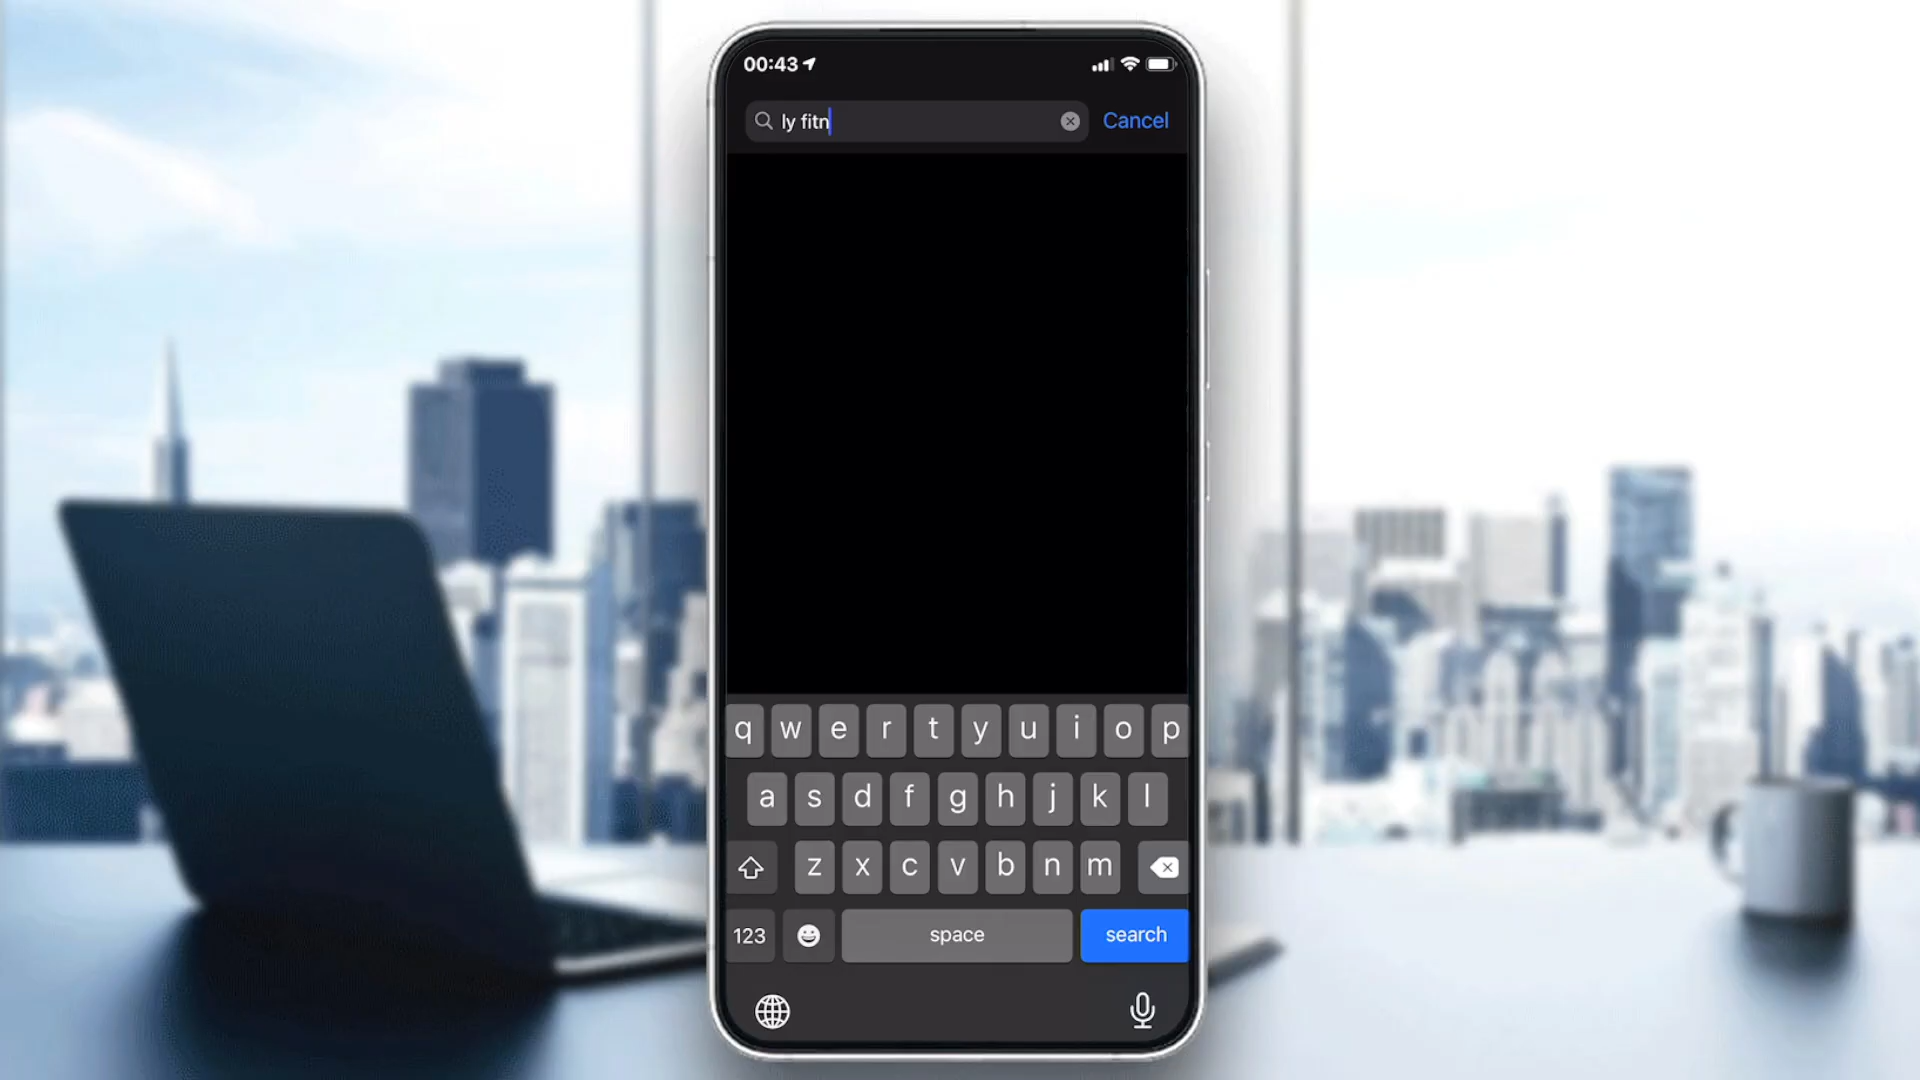 00:43
ly fitn Cancel
q w e r t y u i o p
a s d f g h j k l
z x c v b n m
123 space search